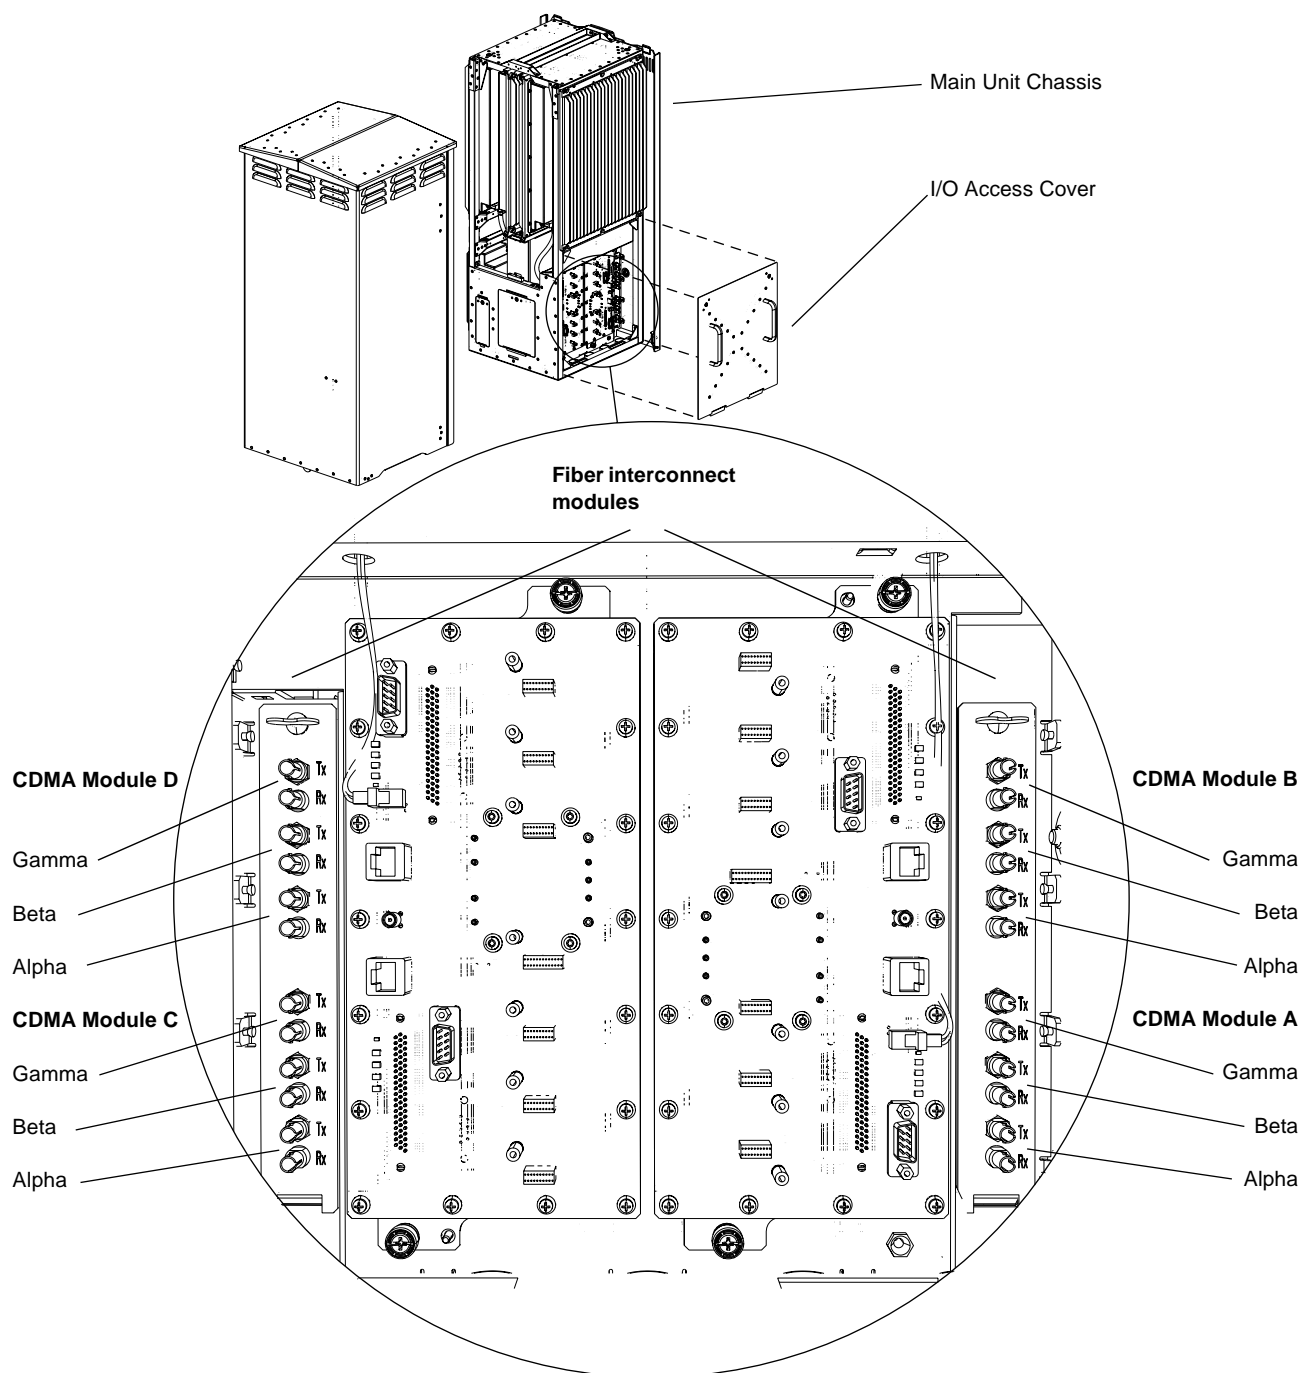 Main Unit Chassis
I/O Access Cover
Fiber interconnect
modules
CDMA Module D
Tx
Rx
Gamma
Tx
Rx
Beta
Tx
Rx
Alpha
CDMA Module C
Tx
Rx
Gamma
Tx
Rx
Beta
Tx
Rx
Alpha
CDMA Module B
Tx
Rx
Gamma
Tx
Rx
Beta
Tx
Rx
Alpha
CDMA Module A
Tx
Rx
Gamma
Tx
Rx
Beta
Tx
Rx
Alpha